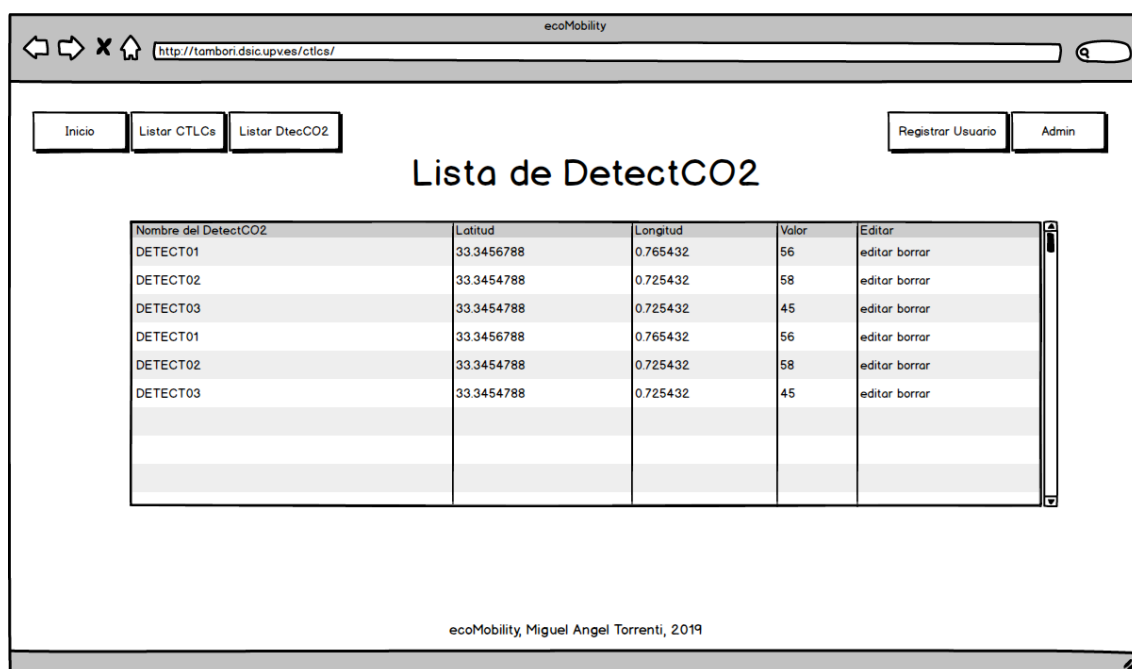 ecoMobility
http://tambori.dsic.upv.es/ctlcs/
Inicio Listar CTLCs Listar DtecCO2 Registrar Usuario Admin
Lista de DetectCO2
Nombre del DetectCO2 Latitud Longitud Valor Editar
DETECT01 33.3456788 0.765432 56 editar borrar
DETECT02 33.3454788 0.725432 58 editar borrar
DETECT03 33.3454788 0.725432 45 editar borrar
DETECT01 33.3456788 0.765432 56 editar borrar
DETECT02 33.3454788 0.725432 58 editar borrar
DETECT03 33.3454788 0.725432 45 editar borrar
ecoMobility, Miguel Angel Torrenti, 2019